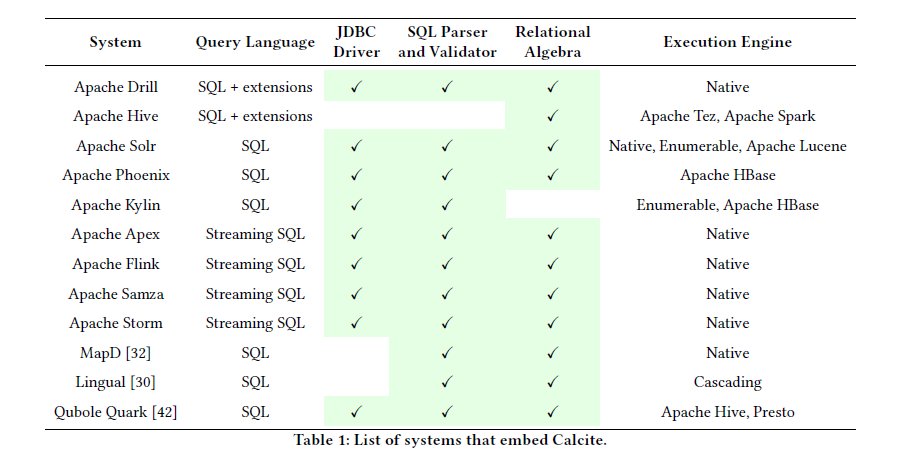 System Query Language JDBC Driver SQL Parser and Validator Relational Algebra Execution Engine
Apache Drill SQL + extensions ✓ ✓ ✓ Native
Apache Hive SQL + extensions ✓ Apache Tez, Apache Spark
Apache Solr SQL ✓ ✓ ✓ Native, Enumerable, Apache Lucene
Apache Phoenix SQL ✓ ✓ ✓ Apache HBase
Apache Kylin SQL ✓ ✓ Enumerable, Apache HBase
Apache Apex Streaming SQL ✓ ✓ ✓ Native
Apache Flink Streaming SQL ✓ ✓ ✓ Native
Apache Samza Streaming SQL ✓ ✓ ✓ Native
Apache Storm Streaming SQL ✓ ✓ ✓ Native
MapD [32] SQL ✓ ✓ Native
Lingual [30] SQL ✓ ✓ Cascading
Qubole Quark [42] SQL ✓ ✓ ✓ Apache Hive, Presto
Table 1: List of systems that embed Calcite.